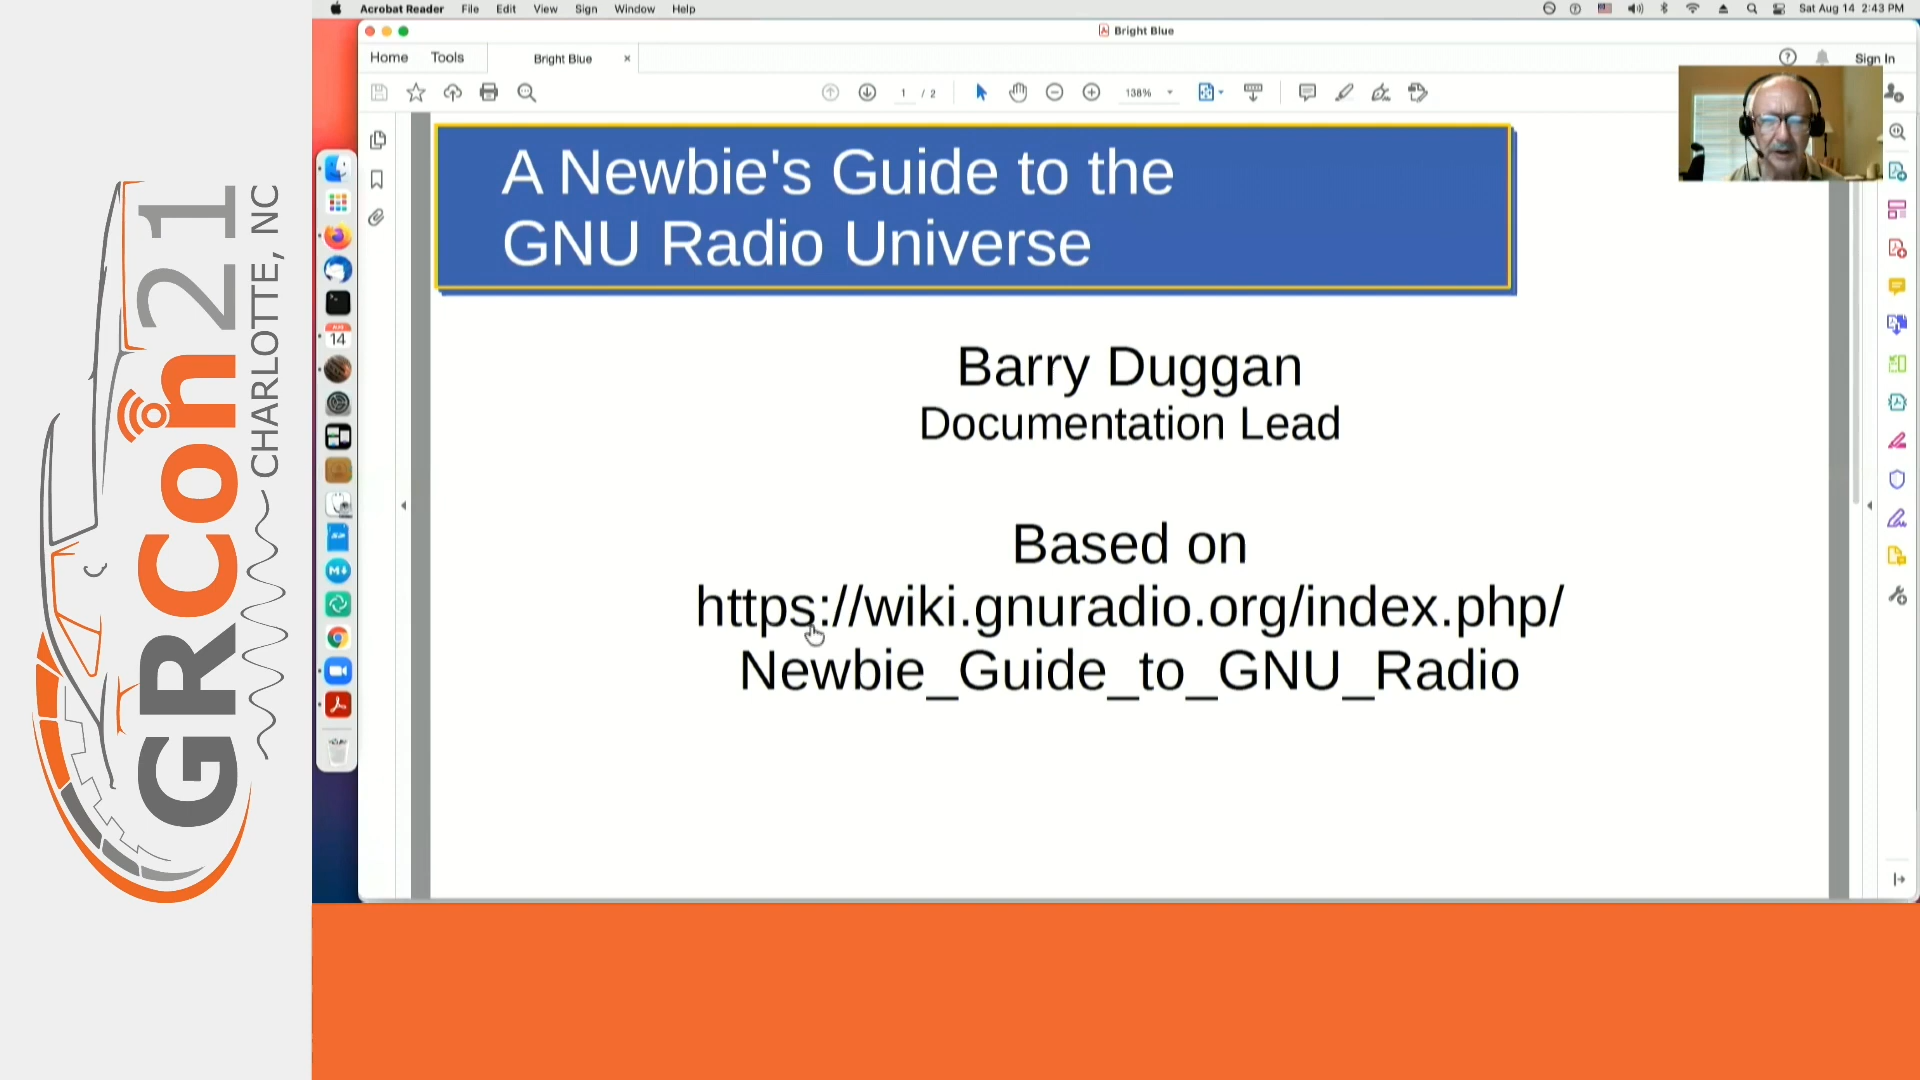 Acrobat Reader File Edit View Sign Window Help
Sat Aug 14 2:43 PM
Bright Blue
Home Tools Bright Blue ×
Sign In
1 / 2
138%
A Newbie's Guide to the
GNU Radio Universe
Barry Duggan
Documentation Lead
Based on
https://wiki.gnuradio.org/index.php/
Newbie_Guide_to_GNU_Radio
14
GRCon21
CHARLOTTE, NC